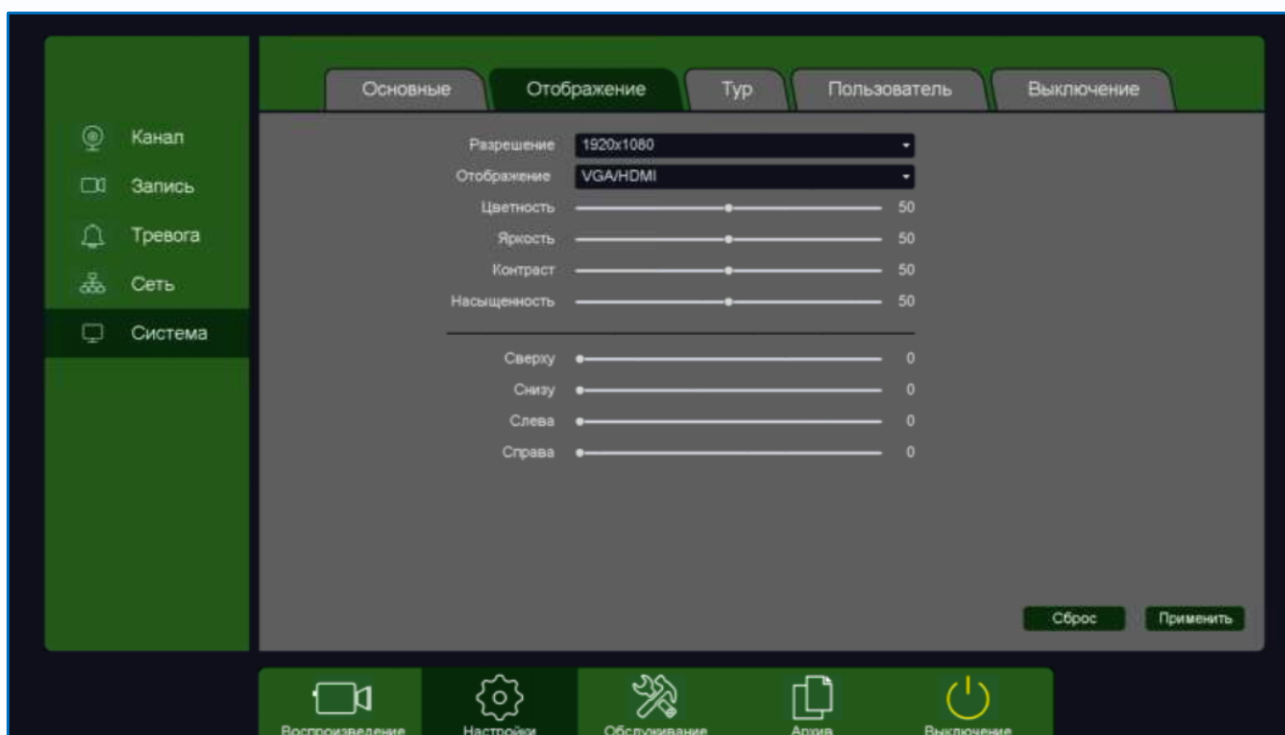 Основные Отображение Тур Пользователь Выключение
Канал
Запись
Тревога
Сеть
Система
Разрешение 1920x1080
Отображение VGA/HDMI
Цветность 50
Яркость 50
Контраст 50
Насыщенность 50
Сверху 0
Снизу 0
Слева 0
Справа 0
Сброс Применить
Воспроизведение Настройки Обслуживание Архив Выключение